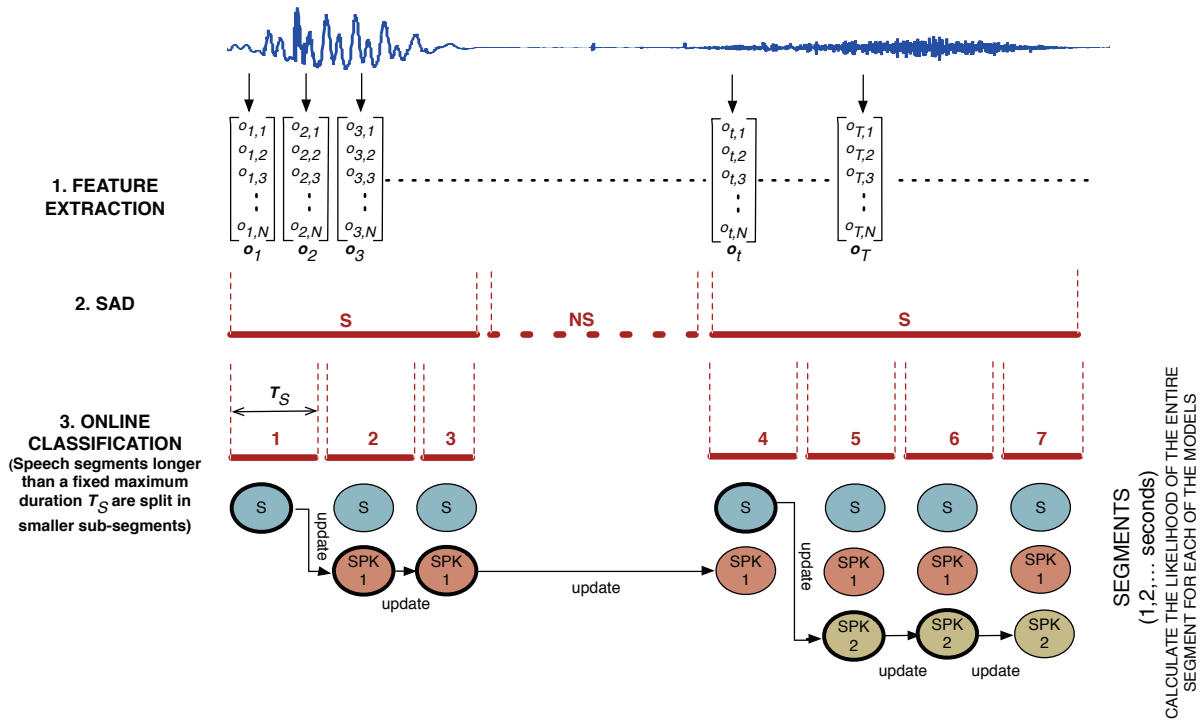 o1,1 o2,1 o3,1 ot,1 oT,1
o1,2 o2,2 o3,2 ot,2 oT,2
o1,3 o2,3 o3,3 ot,3 oT,3
o1,N o2,N o3,N ot,N oT,N
o1 o2 o3 ot oT
1. FEATURE
EXTRACTION
2. SAD
S NS S
TS
3. ONLINE
CLASSIFICATION
(Speech segments longer
than a fixed maximum
duration TS are split in
smaller sub-segments)
1 2 3 4 5 6 7
S S S S S S S
update update
SPK SPK SPK SPK SPK SPK
1 1 1 1 1 1
update update
SPK SPK SPK
2 2 2
update update
SEGMENTS
(1,2,... seconds)
CALCULATE THE LIKELIHOOD OF THE ENTIRE
SEGMENT FOR EACH OF THE MODELS